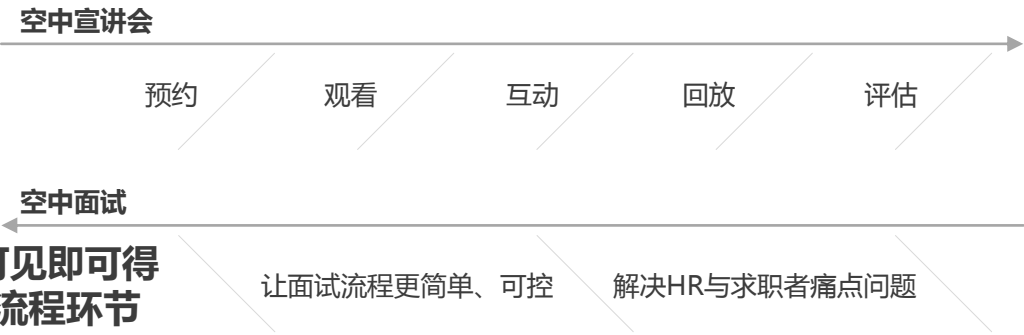 空中宣讲会
预约 观看 互动 回放 评估
空中面试
见即可得
流程环节
让面试流程更简单、可控 解决HR与求职者痛点问题